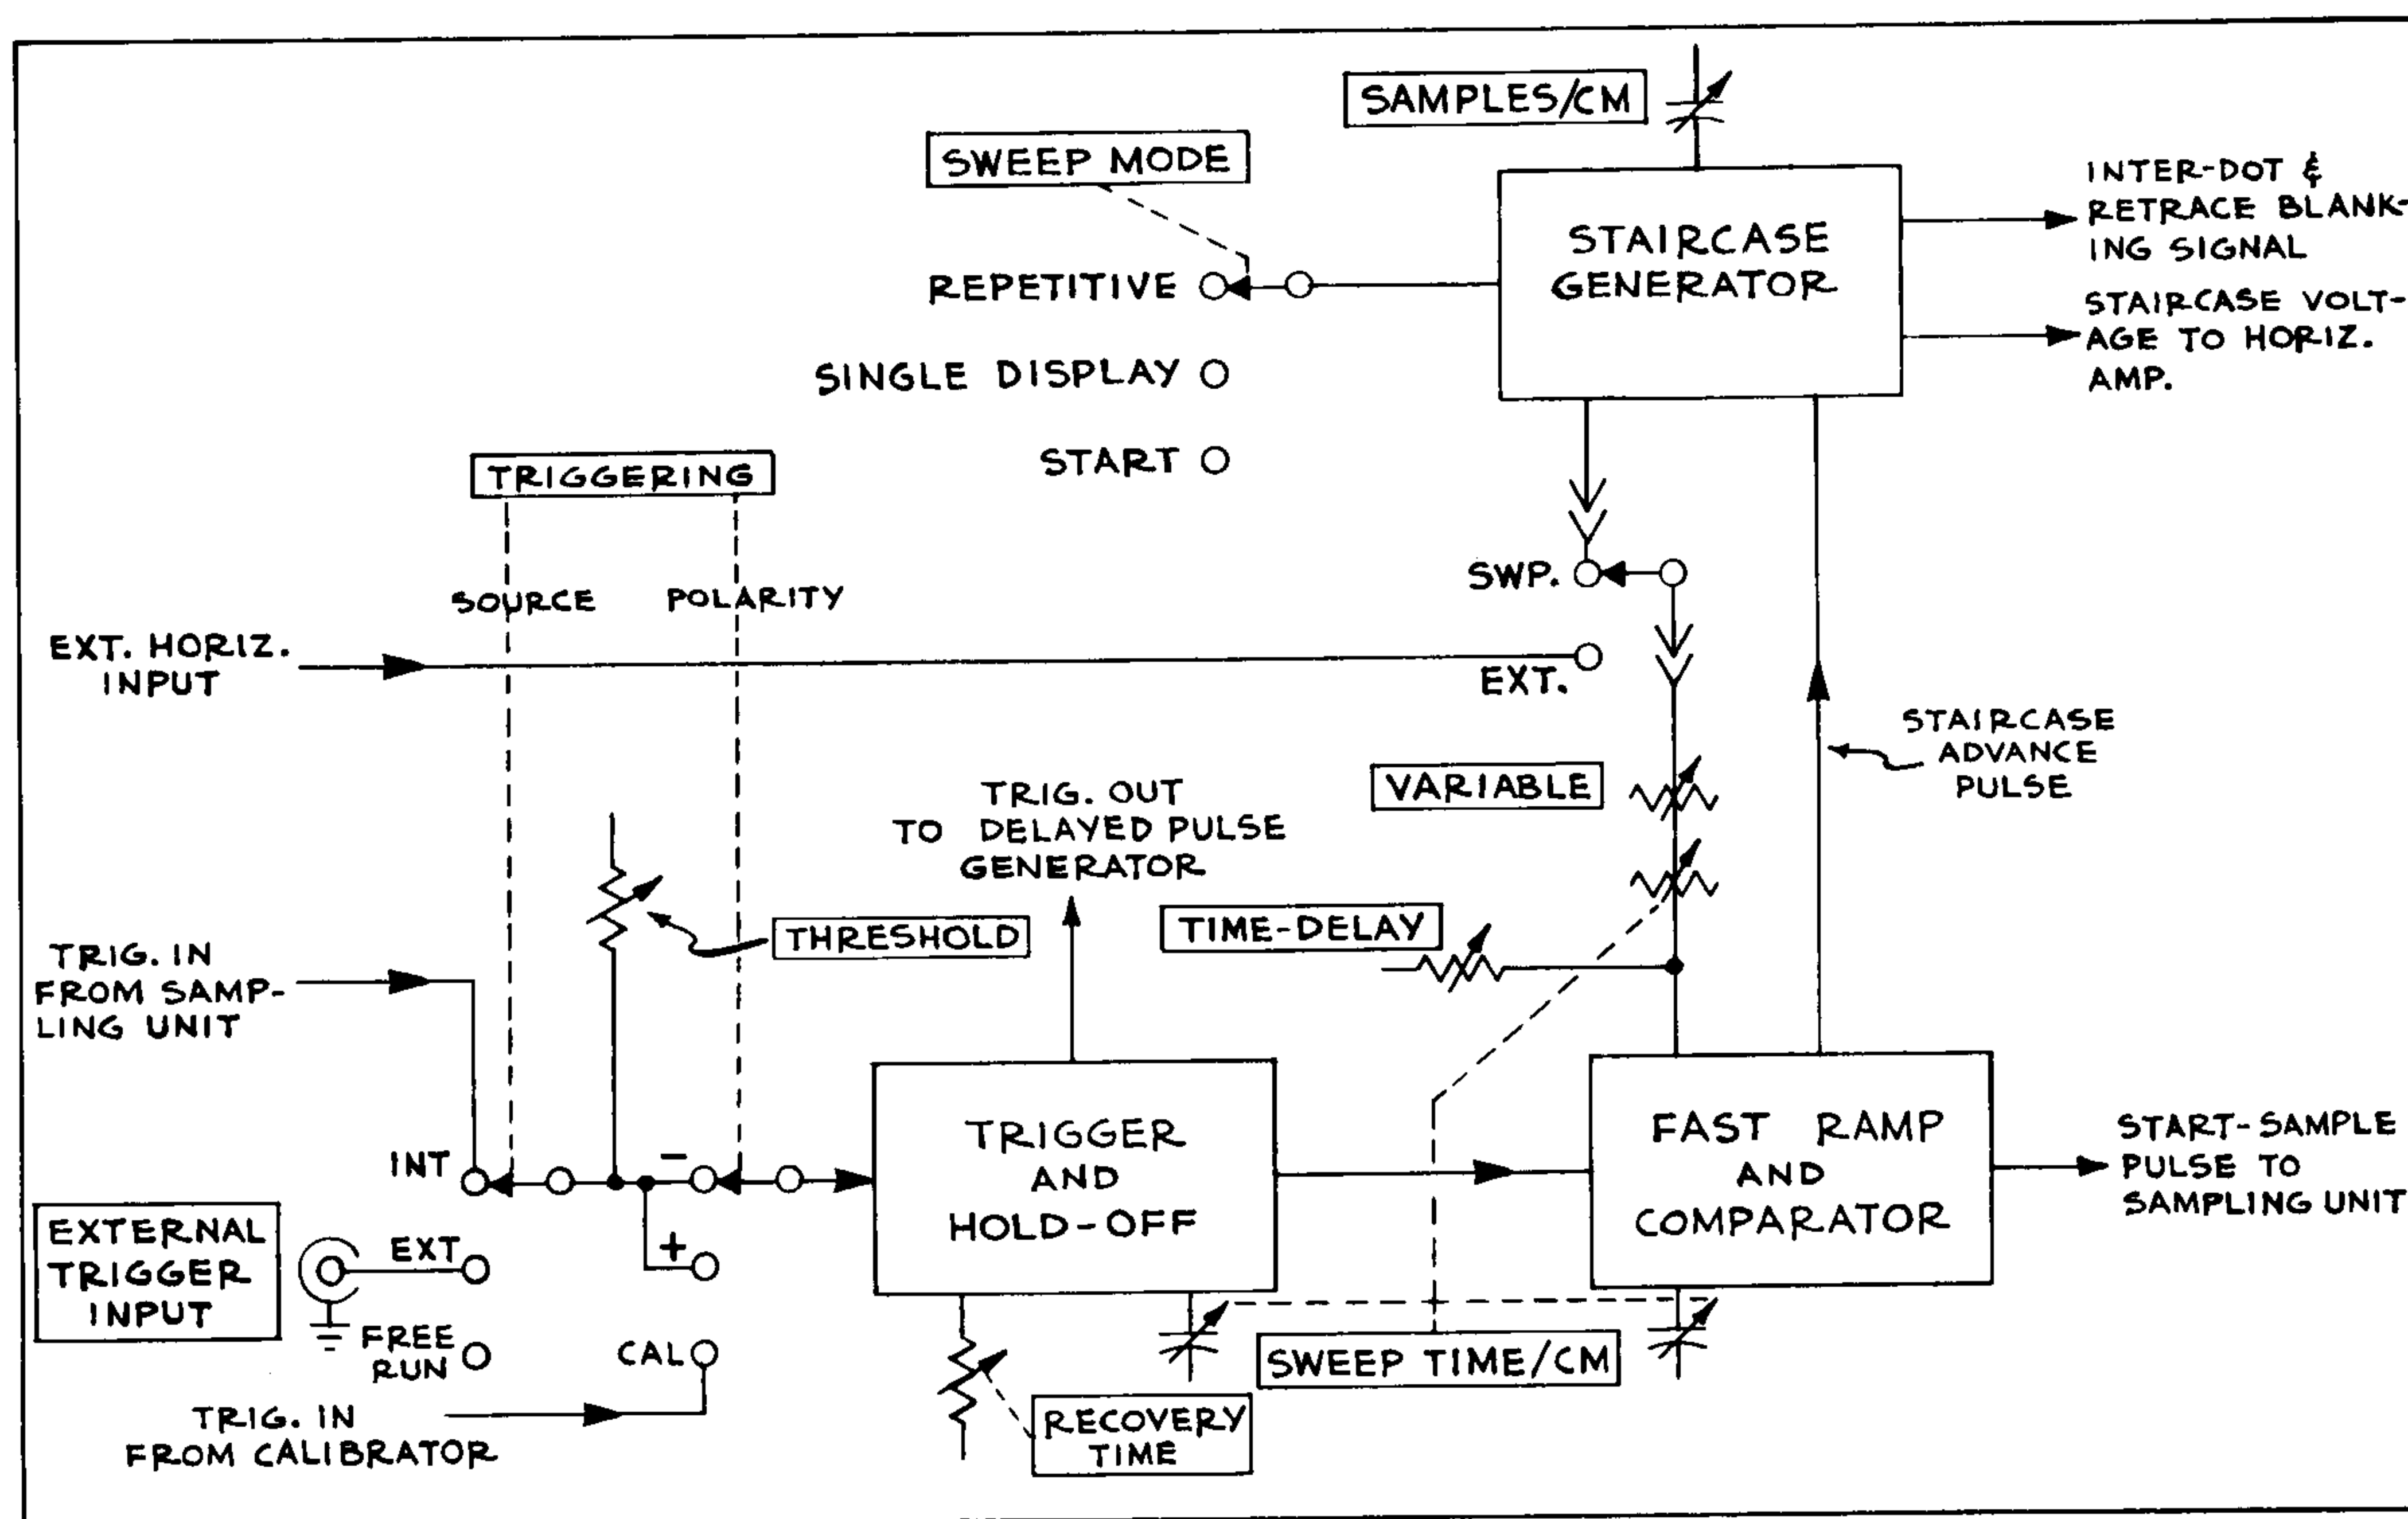 SAMPLES/CM
SWEEP MODE
INTER-DOT &
RETRACE BLANK-
ING SIGNAL
STAIRCASE
GENERATOR
REPETITIVE
STAIRCASE VOLT-
AGE TO HORIZ.
AMP.
SINGLE DISPLAY
START
TRIGGERING
SOURCE
POLARITY
SWP.
EXT. HORIZ.
INPUT
EXT.
STAIRCASE
ADVANCE
PULSE
VARIABLE
TRIG. OUT
TO DELAYED PULSE
GENERATOR
THRESHOLD
TIME-DELAY
TRIG. IN
FROM SAMP-
LING UNIT
INT
-
+
TRIGGER
AND
HOLD-OFF
FAST RAMP
AND
COMPARATOR
START-SAMPLE
PULSE TO
SAMPLING UNIT
EXTERNAL
TRIGGER
INPUT
EXT
FREE
RUN
CAL
SWEEP TIME/CM
RECOVERY
TIME
TRIG. IN
FROM CALIBRATOR